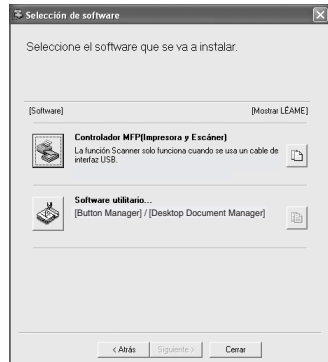 Selección de software
Seleccione el software que se va a instalar.
[Software] [Mostrar LÉAME]
Controlador MFP(Impresora y Escáner)
La función Scanner solo funciona cuando se usa un cable de
interfaz USB.
Software utilitario...
[Button Manager] / [Desktop Document Manager]
< Atrás Siguiente > Cerrar